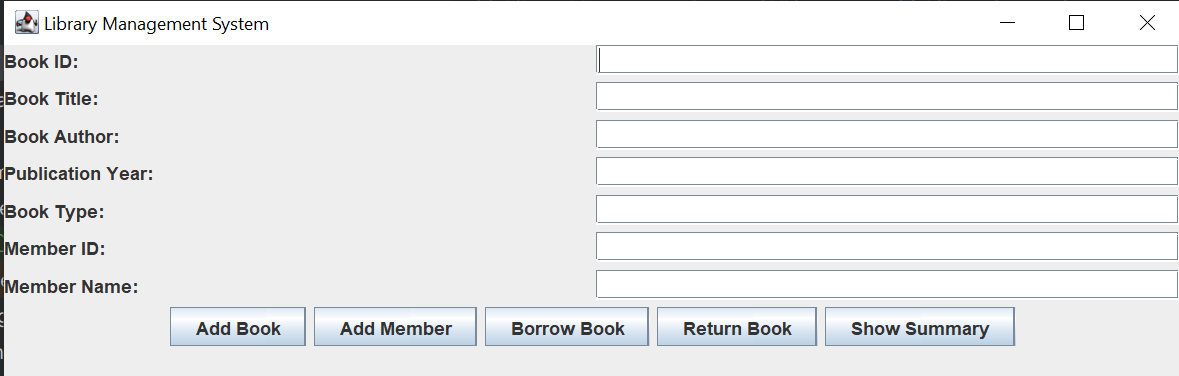 Library Management System
Book ID:
Book Title:
Book Author:
Publication Year:
Book Type:
Member ID:
Member Name:
Add Book Add Member Borrow Book Return Book Show Summary